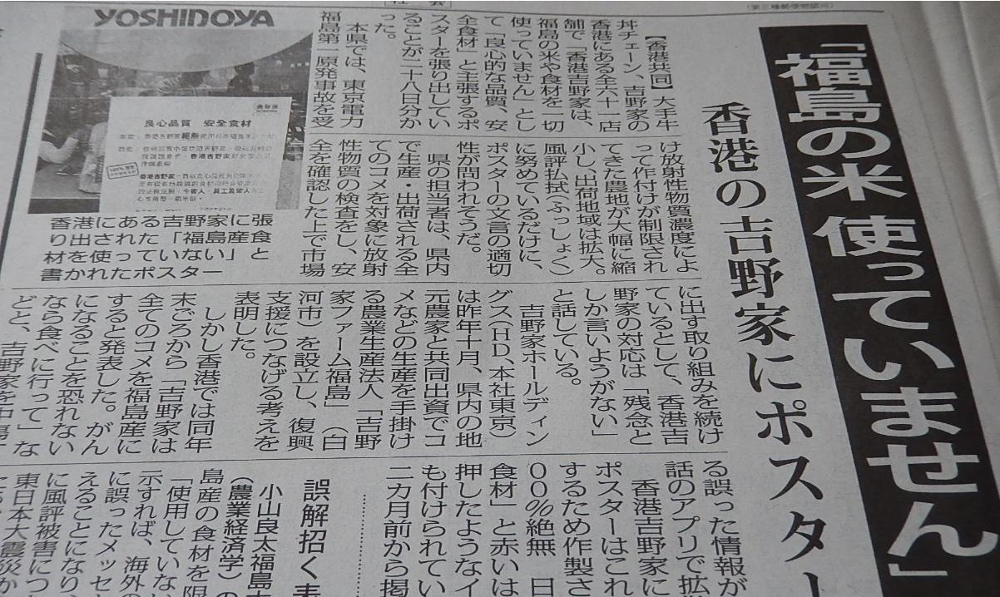 (第三種郵便物認可)
「福島の米 使っていません」
香港の吉野家にポスター
【香港共同】大手牛
丼チェーン、吉野家の
香港にある全六十一店
舗で「香港吉野家は、
福島の米や食材を一切
使っていません」とし
て「良心的な品質、安
全食材」と主張するポ
スターを張り出してい
ることが二十八日分か
った。
本県では、東京電力
福島第一原発事故を受
け放射性物質濃度によ
って作付けが制限され
てきた農地が大幅に縮
小し、出荷地域は拡大。
風評払拭(ふっしょく)
に努めているだけに、
ポスターの文言の適切
性が問われそうだ。
県の担当者は、県内
で生産・出荷される全
てのコメを対象に放射
性物質の検査をし、安
全を確認した上で市場
に出す取り組みを続け
ているとして、香港吉
野家の対応は「残念と
しか言いようがない」
と話している。
吉野家ホールディン
グス(HD、本社東京)
は昨年十月、県内の地
元農家と共同出資でコ
メなどの生産を手掛け
る農業生産法人「吉野
家ファーム福島」(白
河市)を設立し、復興
支援につなげる考えを
表明した。
しかし香港では同年
末ごろから「吉野家は
全てのコメを福島産に
すると発表した。がん
になることを恐れない
なら食べに行って」な
どと、吉野家を中傷す
る誤った情報が
話のアプリで拡
香港吉野家に
ポスターはこれ
するため作製さ
００％絶無 日
食材」と赤いは
押したようなイ
も付けられてい
二カ月前から掲
誤解招く表
小山良太福島大
(農業経済学)の
島産の食材を限
「使用していない
示すれば、海外の
に誤ったメッセ
えることになり、
に風評被害につ
東日本大震災か
YOSHINOYA
良心品質 安全食材
香港にある吉野家に張
り出された「福島産食
材を使っていない」と
書かれたポスター